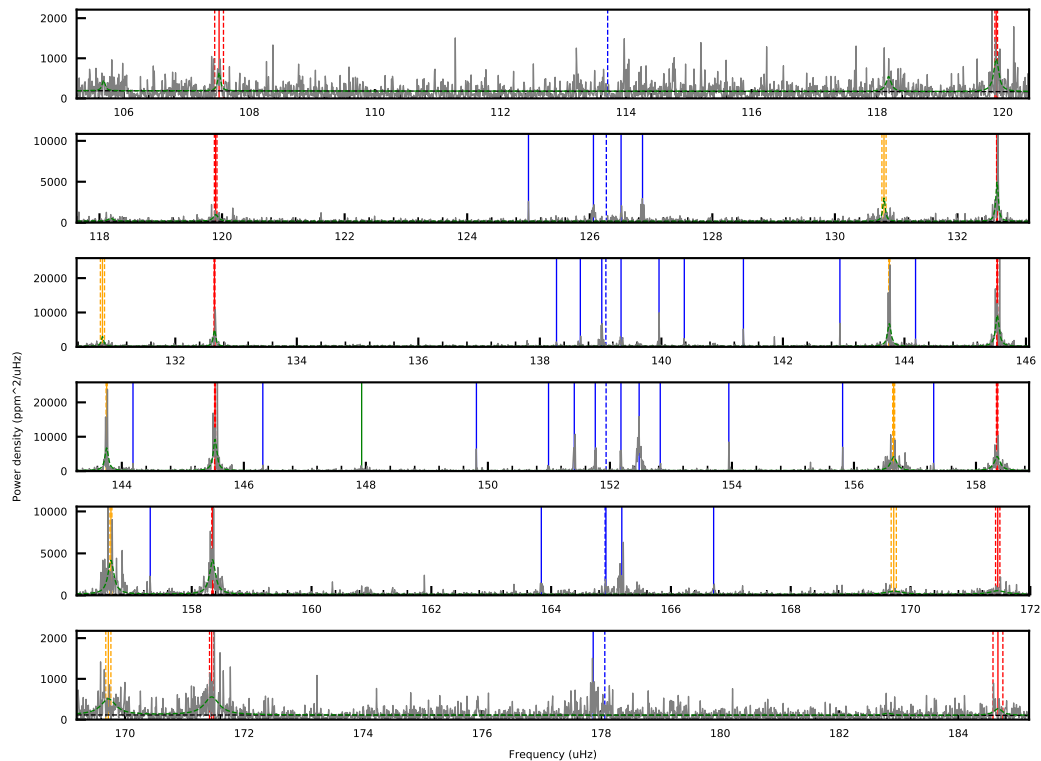 2000
1000
0
106 108 110 112 114 116 118 120
10000
5000
0
118 120 122 124 126 128 130 132
20000
10000
0
132 134 136 138 140 142 144 146
Power density (ppm^2/uHz)
20000
10000
0
144 146 148 150 152 154 156 158
10000
5000
0
158 160 162 164 166 168 170 172
2000
1000
0
170 172 174 176 178 180 182 184
Frequency (uHz)